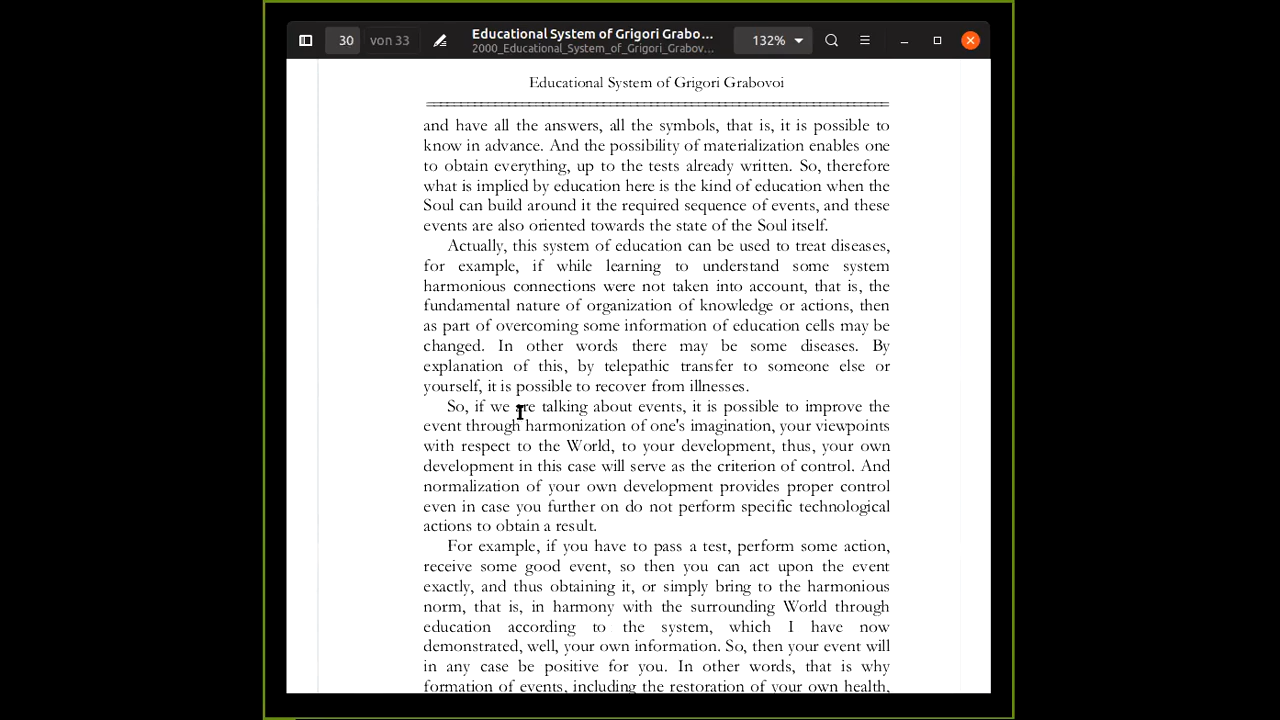 30 von 33
Educational System of Grigori Grabo...
2000_Educational_System_of_Grigori_Grabov...
132%
Educational System of Grigori Grabovoi
and have all the answers, all the symbols, that is, it is possible to
know in advance. And the possibility of materialization enables one
to obtain everything, up to the tests already written. So, therefore
what is implied by education here is the kind of education when the
Soul can build around it the required sequence of events, and these
events are also oriented towards the state of the Soul itself.
Actually, this system of education can be used to treat diseases,
for example, if while learning to understand some system
harmonious connections were not taken into account, that is, the
fundamental nature of organization of knowledge or actions, then
as part of overcoming some information of education cells may be
changed. In other words there may be some diseases. By
explanation of this, by telepathic transfer to someone else or
yourself, it is possible to recover from illnesses.
So, if we are talking about events, it is possible to improve the
event through harmonization of one's imagination, your viewpoints
with respect to the World, to your development, thus, your own
development in this case will serve as the criterion of control. And
normalization of your own development provides proper control
even in case you further on do not perform specific technological
actions to obtain a result.
For example, if you have to pass a test, perform some action,
receive some good event, so then you can act upon the event
exactly, and thus obtaining it, or simply bring to the harmonious
norm, that is, in harmony with the surrounding World through
education according to the system, which I have now
demonstrated, well, your own information. So, then your event will
in any case be positive for you. In other words, that is why
formation of events, including the restoration of your own health,